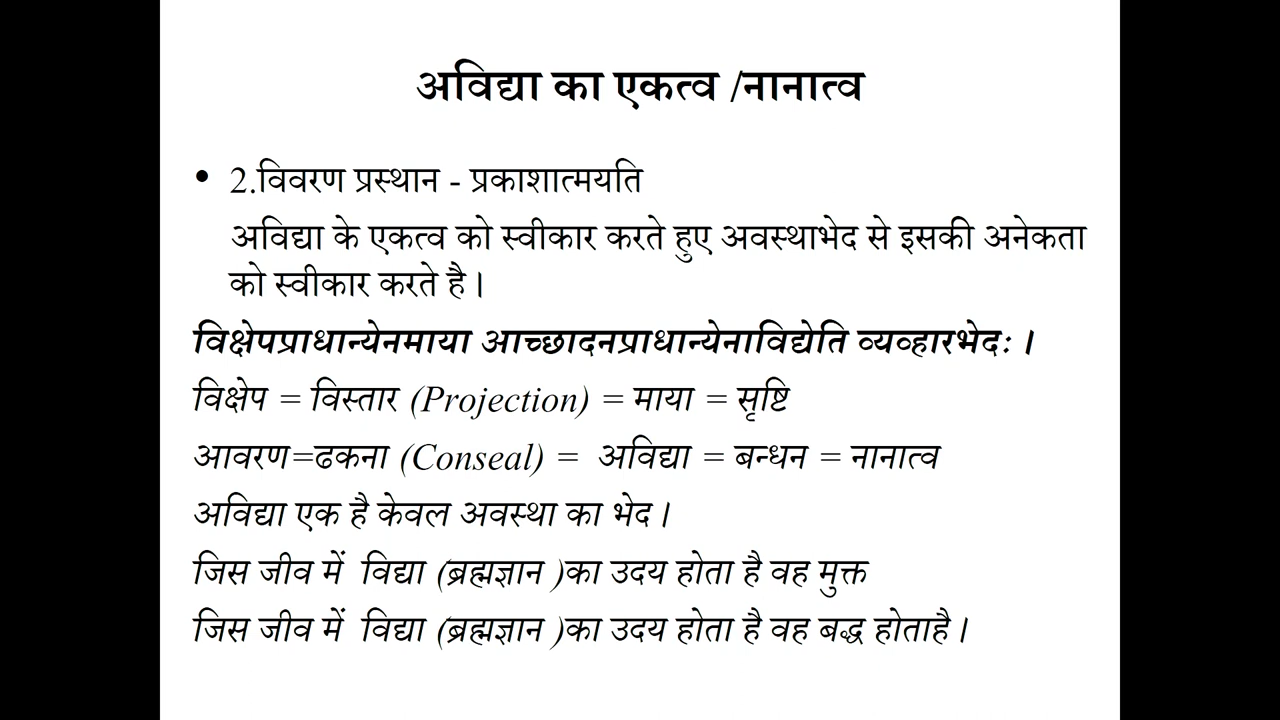 अविद्या का एकत्व /नानात्व
• 2.विवरण प्रस्थान - प्रकाशात्मयति
अविद्या के एकत्व को स्वीकार करते हुए अवस्थाभेद से इसकी अनेकता
को स्वीकार करते है।
विक्षेपप्राधान्येनमाया आच्छादनप्राधान्येनाविद्येति व्यव्हारभेदः।
विक्षेप = विस्तार (Projection) = माया = सृष्टि
आवरण=ढकना (Conseal) = अविद्या = बन्धन = नानात्व
अविद्या एक है केवल अवस्था का भेद।
जिस जीव में विद्या (ब्रह्मज्ञान )का उदय होता है वह मुक्त
जिस जीव में विद्या (ब्रह्मज्ञान )का उदय होता है वह बद्ध होताहै।